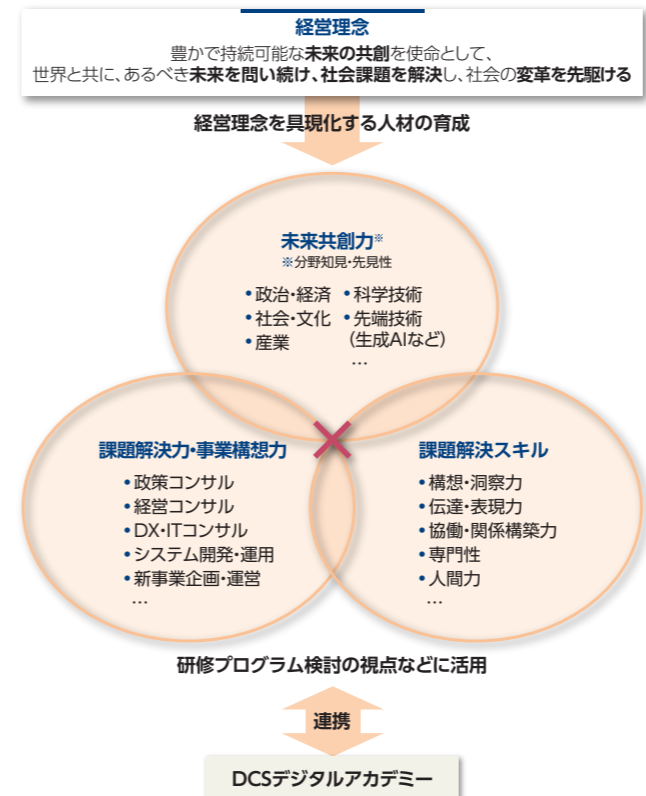 経営理念
豊かで持続可能な未来の共創を使命として、
世界と共に、あるべき未来を問い続け、社会課題を解決し、社会の変革を先駆ける
経営理念を具現化する人材の育成
未来共創力※
※分野知見・先見性
•政治・経済
•社会・文化
•産業
•科学技術
•先端技術
(生成AIなど)
…
課題解決力・事業構想力
•政策コンサル
•経営コンサル
•DX・ITコンサル
•システム開発・運用
•新事業企画・運営
…
課題解決スキル
•構想・洞察力
•伝達・表現力
•協働・関係構築力
•専門性
•人間力
…
研修プログラム検討の視点などに活用
連携
DCSデジタルアカデミー